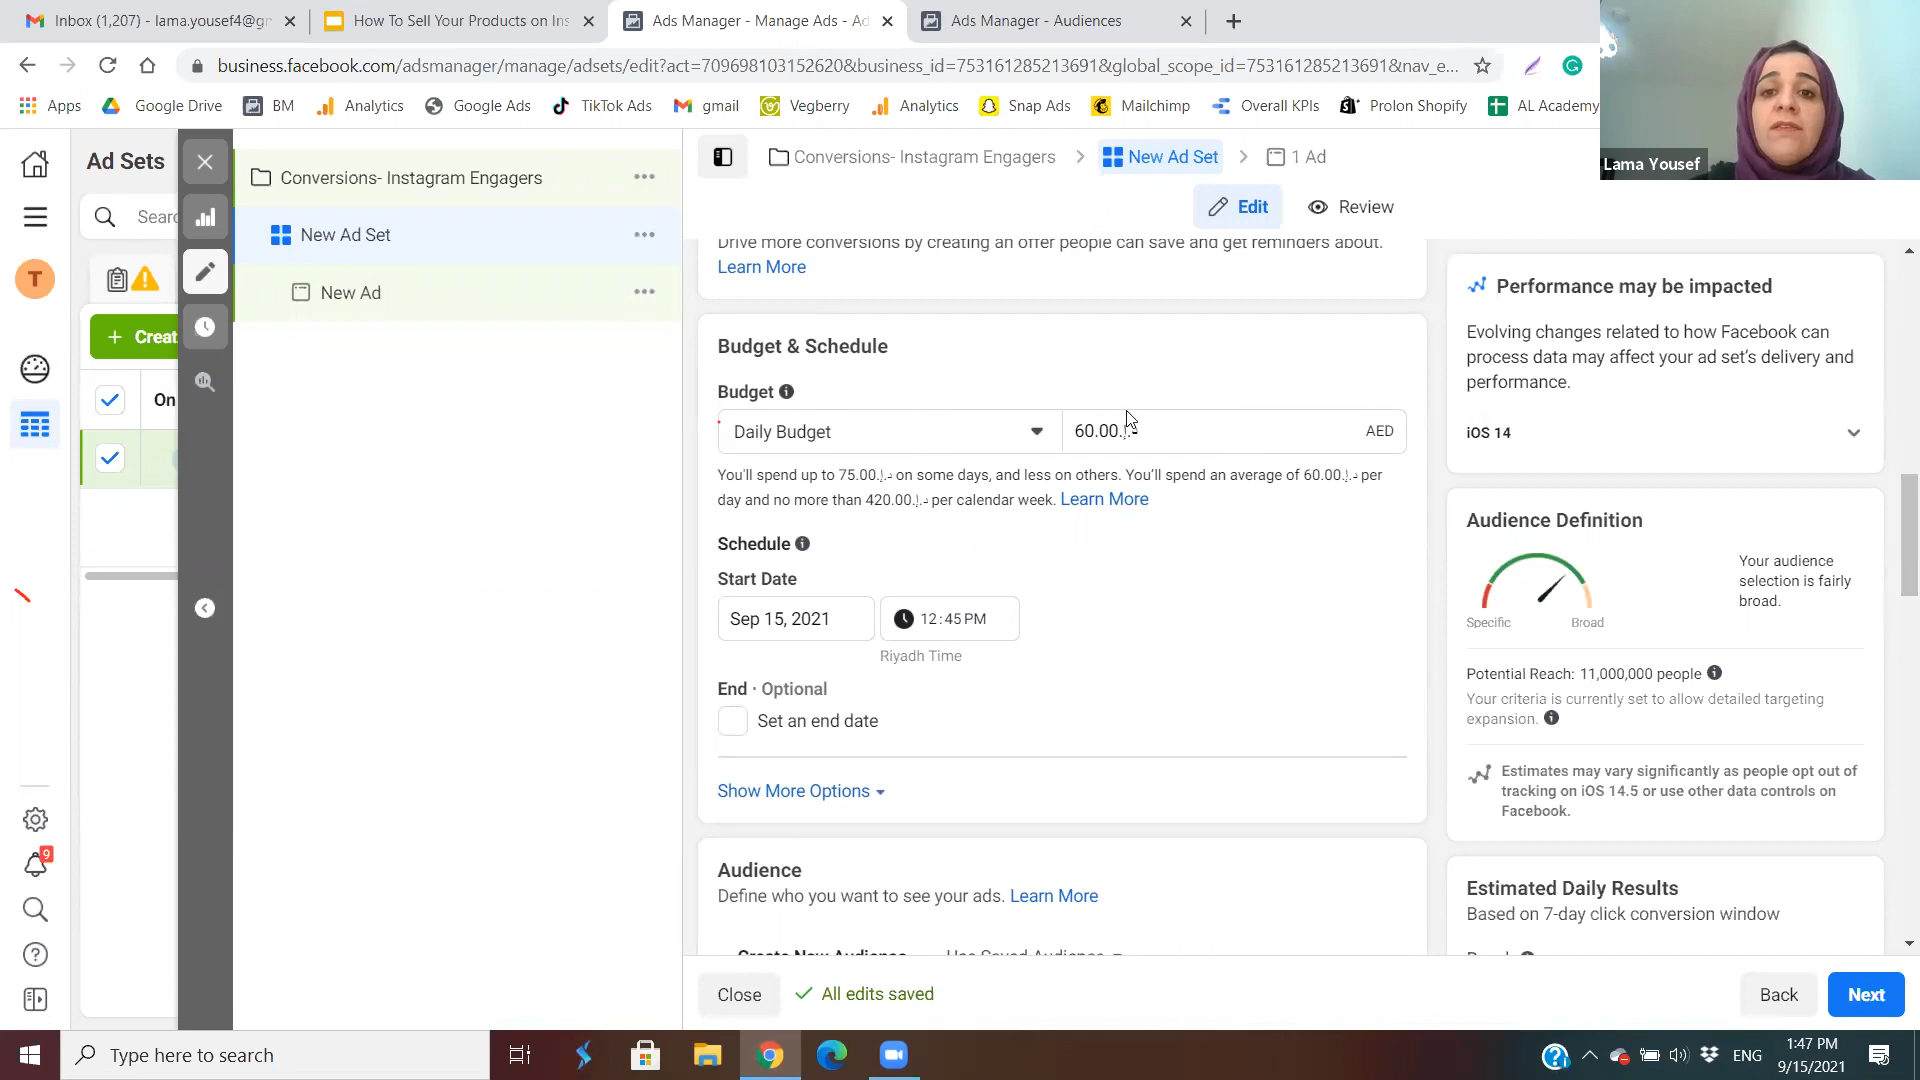 Inbox (1,207) - lama.yousef4@gr
How To Sell Your Products on Ins
Ads Manager - Manage Ads - Ad
Ads Manager - Audiences
business.facebook.com/adsmanager/manage/adsets/edit?act=709698103152620&business_id=753161285213691&global_scope_id=753161285213691&nav_e...
Apps
Google Drive
BM
Analytics
Google Ads
TikTok Ads
gmail
Vegberry
Analytics
Snap Ads
Mailchimp
Overall KPIs
Prolon Shopify
AL Academy
Lama Yousef
Ad Sets
Conversions- Instagram Engagers
New Ad Set
1 Ad
Conversions- Instagram Engagers
Edit
Review
Sear
New Ad Set
T
New Ad
Creat
On
Drive more conversions by creating an offer people can save and get reminders about.
Learn More
Budget & Schedule
Budget
Daily Budget
60.00د.إ.
AED
You'll spend up to 75.00د.إ. on some days, and less on others. You'll spend an average of 60.00د.إ. per
day and no more than 420.00د.إ. per calendar week. Learn More
Schedule
Start Date
Sep 15, 2021
12:45 PM
Riyadh Time
End · Optional
Set an end date
Show More Options
Audience
Define who you want to see your ads. Learn More
Create New Audience
Use Saved Audience
Performance may be impacted
Evolving changes related to how Facebook can
process data may affect your ad set's delivery and
performance.
iOS 14
Audience Definition
Your audience
selection is fairly
broad.
Specific
Broad
Potential Reach: 11,000,000 people
Your criteria is currently set to allow detailed targeting
expansion.
Estimates may vary significantly as people opt out of
tracking on iOS 14.5 or use other data controls on
Facebook.
Estimated Daily Results
Based on 7-day click conversion window
9
Close
All edits saved
Back
Next
Type here to search
ENG
1:47 PM
9/15/2021